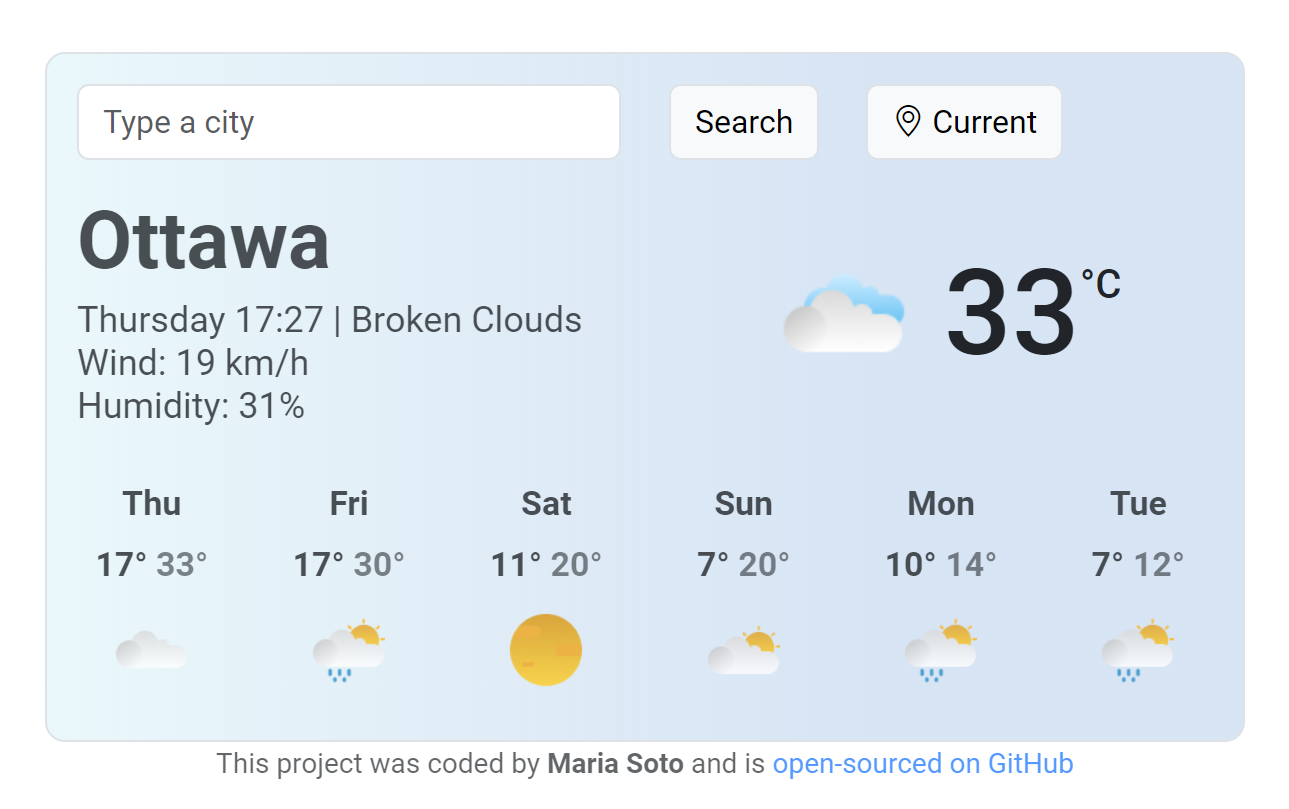 Type a city Search Current
Ottawa
33°C
Thursday 17:27 | Broken Clouds
Wind: 19 km/h
Humidity: 31%
Thu Fri Sat Sun Mon Tue
17° 33° 17° 30° 11° 20° 7° 20° 10° 14° 7° 12°
This project was coded by Maria Soto and is open-sourced on GitHub